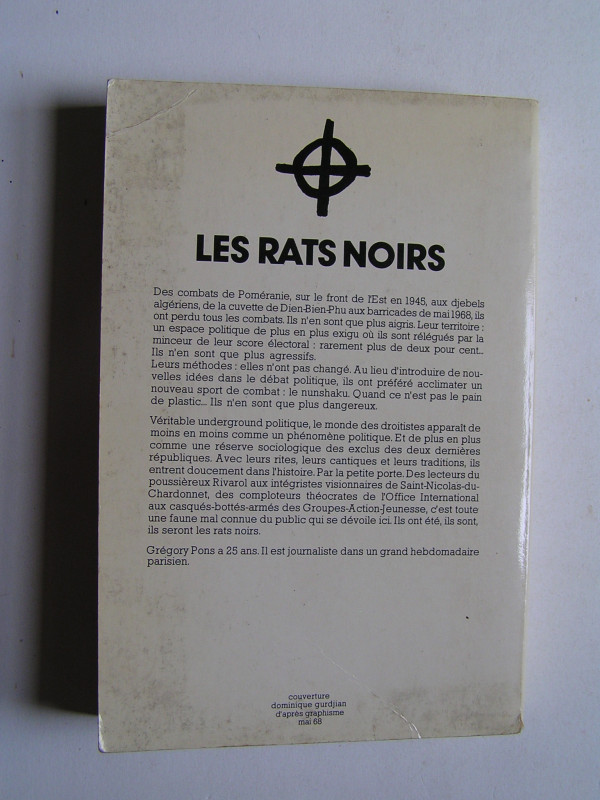 LES RATS NOIRS
Des combats de Poméranie, sur le front de l'Est en 1945, aux djebels
algériens, de la cuvette de Dien-Bien-Phu aux barricades de mai 1968, ils
ont perdu tous les combats. Ils n'en sont que plus aigris. Leur territoire :
un espace politique de plus en plus exigu où ils sont rélégués par la
minceur de leur score électoral : rarement plus de deux pour cent...
Ils n'en sont que plus agressifs.
Leurs méthodes : elles n'ont pas changé. Au lieu d'introduire de nou-
velles idées dans le débat politique, ils ont préféré acclimater un
nouveau sport de combat : le nunshaku. Quand ce n'est pas le pain
de plastic... Ils n'en sont que plus dangereux.
Véritable underground politique, le monde des droitistes apparaît de
moins en moins comme un phénomène politique. Et de plus en plus
comme une réserve sociologique des exclus des deux dernières
républiques. Avec leurs rites, leurs cantiques et leurs traditions, ils
entrent doucement dans l'histoire. Par la petite porte. Des lecteurs du
poussiéreux Rivarol aux intégristes visionnaires de Saint-Nicolas-du-
Chardonnet, des comploteurs théocrates de l'Office International
aux casqués-bottés-armés des Groupes-Action-Jeunesse, c'est toute
une faune mal connue du public qui se dévoile ici. Ils ont été, ils sont,
ils seront les rats noirs.
Grégory Pons a 25 ans. Il est journaliste dans un grand hebdomadaire
parisien.
couverture
dominique gurdjian
d'après graphisme
mai 68